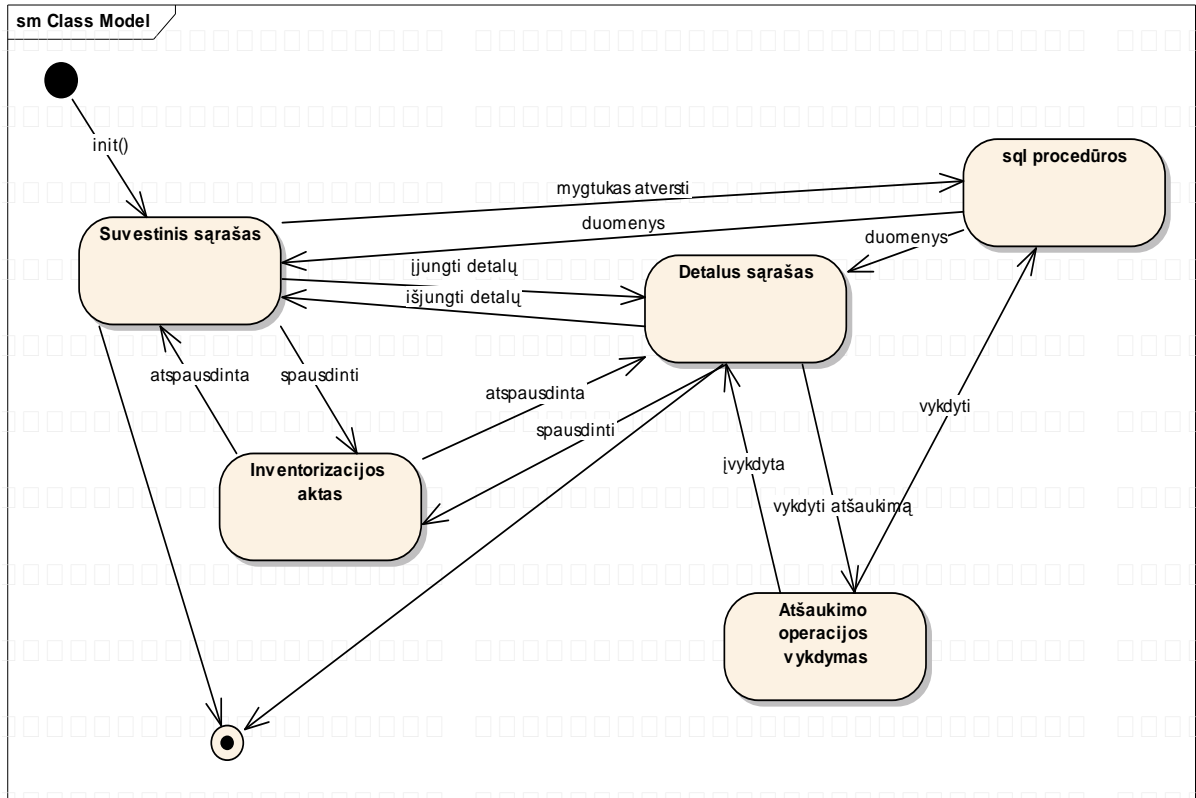 sm Class Model
init()
sql procedūros
mygtukas atversti
Suvestinis sąrašas
duomenys
duomenys
įjungti detalų
Detalus sąrašas
išjungti detalų
atspausdinta
spausdinti
atspausdinta
vykdyti
spausdinti
Inventorizacijos
aktas
įvykdyta
vykdyti atšaukimą
Atšaukimo
operacijos
vykdymas